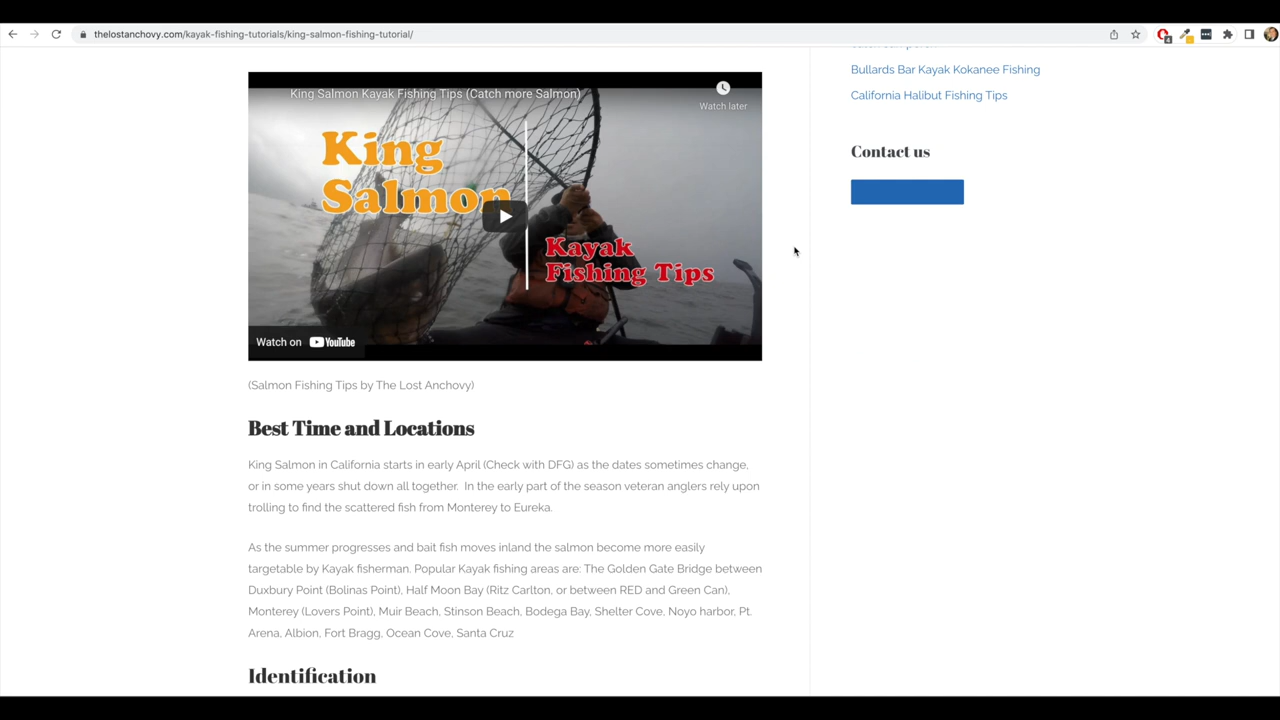 thelostanchovy.com/kayak-fishing-tutorials/king-salmon-fishing-tutorial/
4
King Salmon Kayak Fishing Tips (Catch more Salmon)
Watch later
King
Salmon
Kayak
Fishing Tips
Watch on YouTube
(Salmon Fishing Tips by The Lost Anchovy)
Best Time and Locations
King Salmon in California starts in early April (Check with DFG) as the dates sometimes change,
or in some years shut down all together. In the early part of the season veteran anglers rely upon
trolling to find the scattered fish from Monterey to Eureka.
As the summer progresses and bait fish moves inland the salmon become more easily
targetable by Kayak fisherman. Popular Kayak fishing areas are: The Golden Gate Bridge between
Duxbury Point (Bolinas Point), Half Moon Bay (Ritz Carlton, or between RED and Green Can),
Monterey (Lovers Point), Muir Beach, Stinson Beach, Bodega Bay, Shelter Cove, Noyo harbor, Pt.
Arena, Albion, Fort Bragg, Ocean Cove, Santa Cruz
Identification
Bullards Bar Kayak Kokanee Fishing
California Halibut Fishing Tips
Contact us